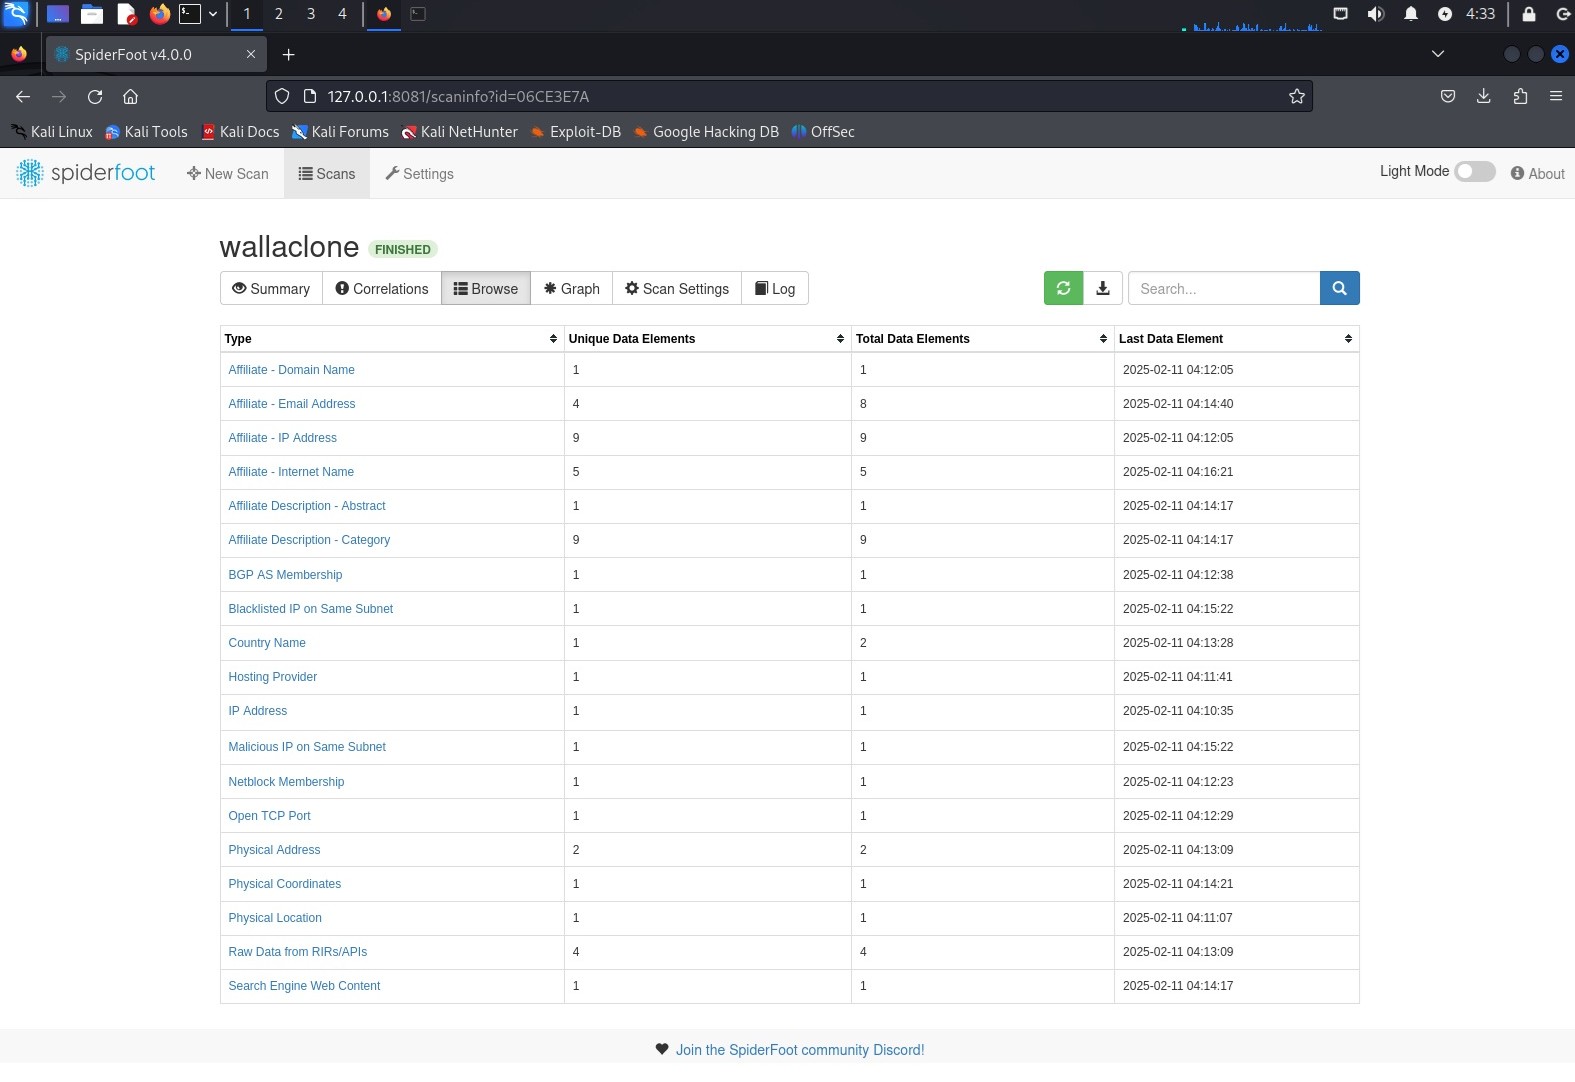 1 2 3 4 4:33
SpiderFoot v4.0.0
127.0.0.1:8081/scaninfo?id=06CE3E7A
Kali Linux Kali Tools Kali Docs Kali Forums Kali NetHunter Exploit-DB Google Hacking DB OffSec
spiderfoot New Scan Scans Settings Light Mode About
wallaclone FINISHED
Summary Correlations Browse Graph Scan Settings Log Search...
Type Unique Data Elements Total Data Elements Last Data Element
Affiliate - Domain Name 1 1 2025-02-11 04:12:05
Affiliate - Email Address 4 8 2025-02-11 04:14:40
Affiliate - IP Address 9 9 2025-02-11 04:12:05
Affiliate - Internet Name 5 5 2025-02-11 04:16:21
Affiliate Description - Abstract 1 1 2025-02-11 04:14:17
Affiliate Description - Category 9 9 2025-02-11 04:14:17
BGP AS Membership 1 1 2025-02-11 04:12:38
Blacklisted IP on Same Subnet 1 1 2025-02-11 04:15:22
Country Name 1 2 2025-02-11 04:13:28
Hosting Provider 1 1 2025-02-11 04:11:41
IP Address 1 1 2025-02-11 04:10:35
Malicious IP on Same Subnet 1 1 2025-02-11 04:15:22
Netblock Membership 1 1 2025-02-11 04:12:23
Open TCP Port 1 1 2025-02-11 04:12:29
Physical Address 2 2 2025-02-11 04:13:09
Physical Coordinates 1 1 2025-02-11 04:14:21
Physical Location 1 1 2025-02-11 04:11:07
Raw Data from RIRs/APIs 4 4 2025-02-11 04:13:09
Search Engine Web Content 1 1 2025-02-11 04:14:17
Join the SpiderFoot community Discord!